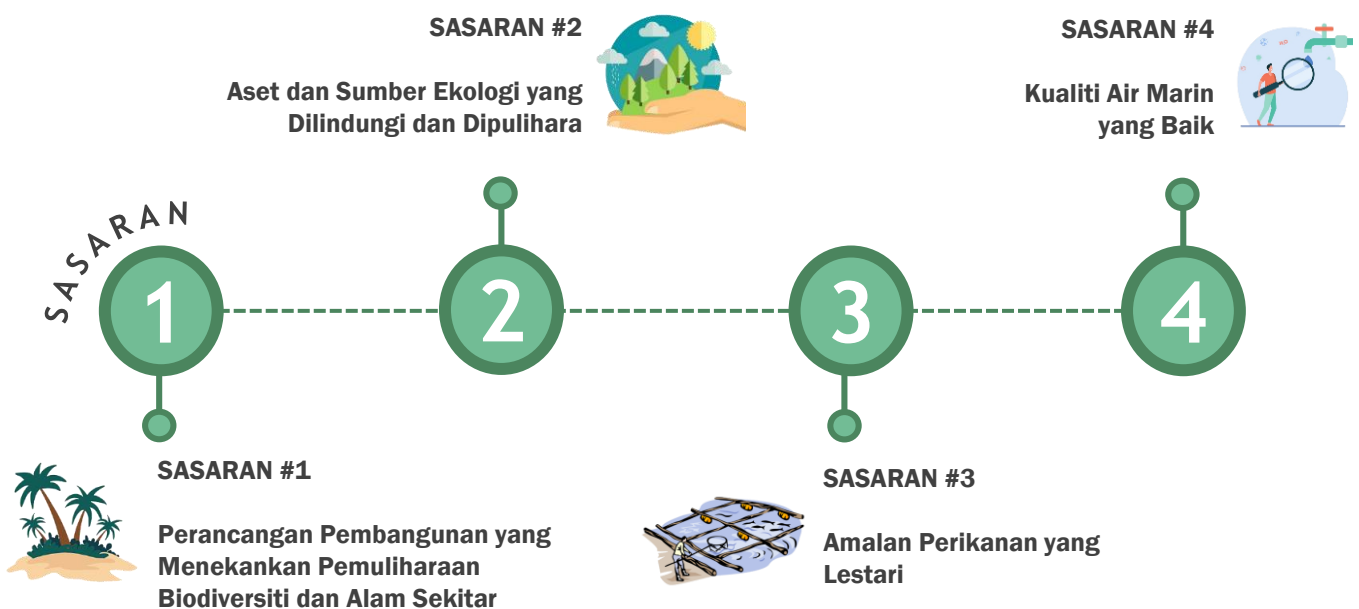 SASARAN #2
Aset dan Sumber Ekologi yang
Dilindungi dan Dipulihara
SASARAN #4
Kualiti Air Marin
yang Baik
SASARAN
1
2
3
4
SASARAN #1
Perancangan Pembangunan yang
Menekankan Pemuliharaan
Biodiversiti dan Alam Sekitar
SASARAN #3
Amalan Perikanan yang
Lestari